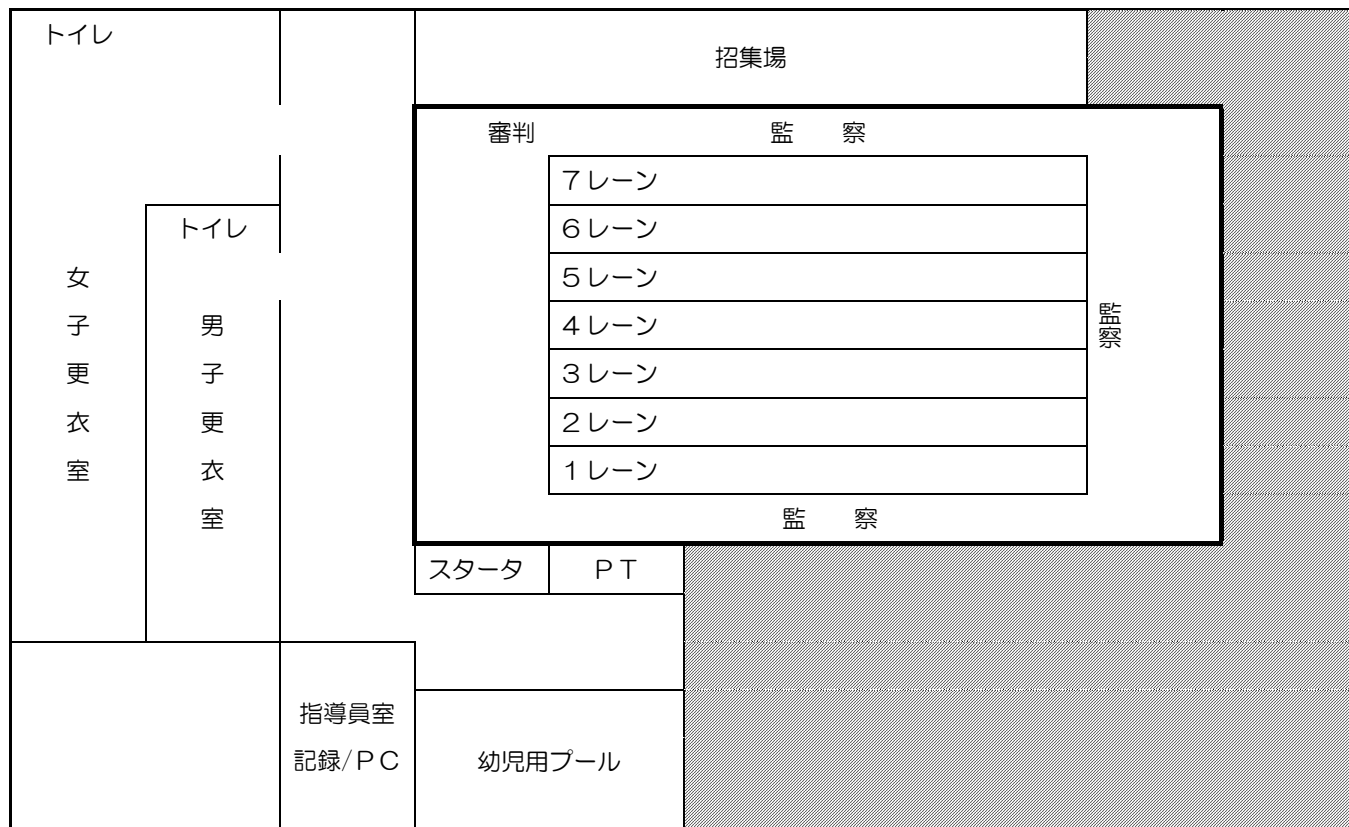 トイレ
招集場
審判
監 察
７レーン
トイレ
６レーン
５レーン
４レーン
３レーン
２レーン
１レーン
監察
女子更衣室
男子更衣室
監 察
スタータ
ＰＴ
指導員室
記録/ＰＣ
幼児用プール